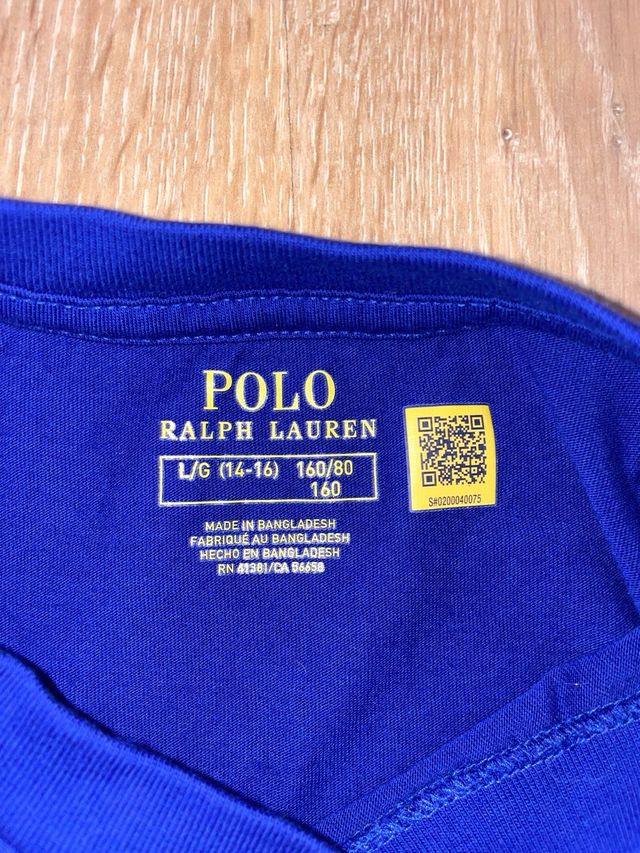 POLO
RALPH LAUREN
L/G (14-16) 160/80
160
S#0200040075
MADE IN BANGLADESH
FABRIQUÉ AU BANGLADESH
HECHO EN BANGLADESH
RN 41381/CA 56658